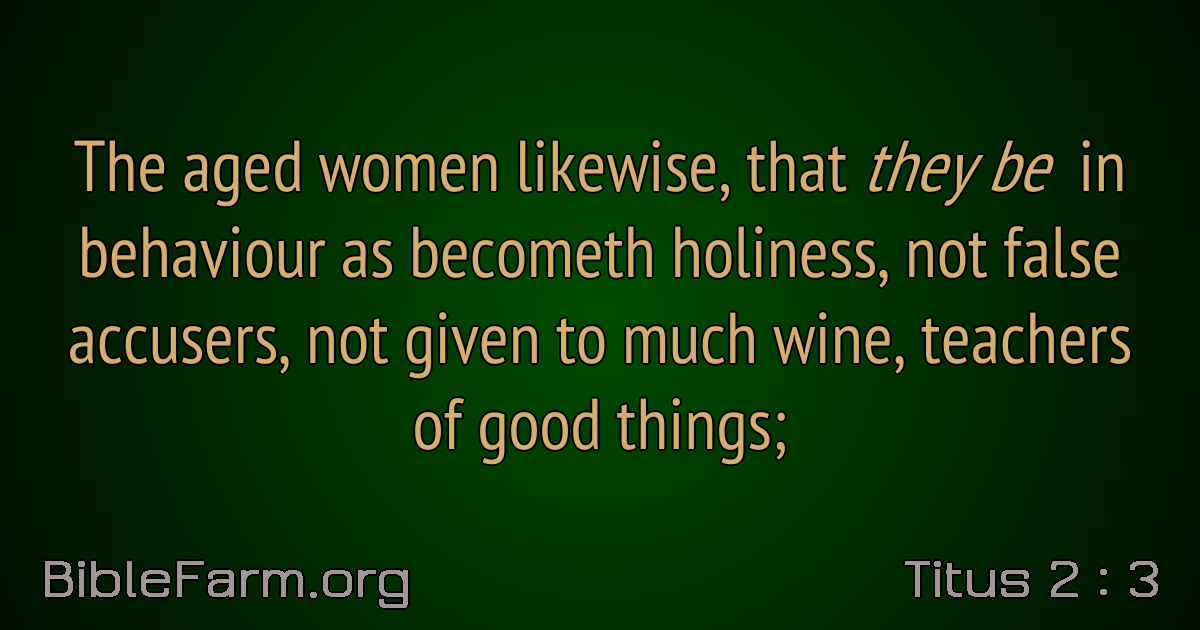 The aged women likewise, that they be in
behaviour as becometh holiness, not false
accusers, not given to much wine, teachers
of good things;
BibleFarm.org
Titus 2 : 3